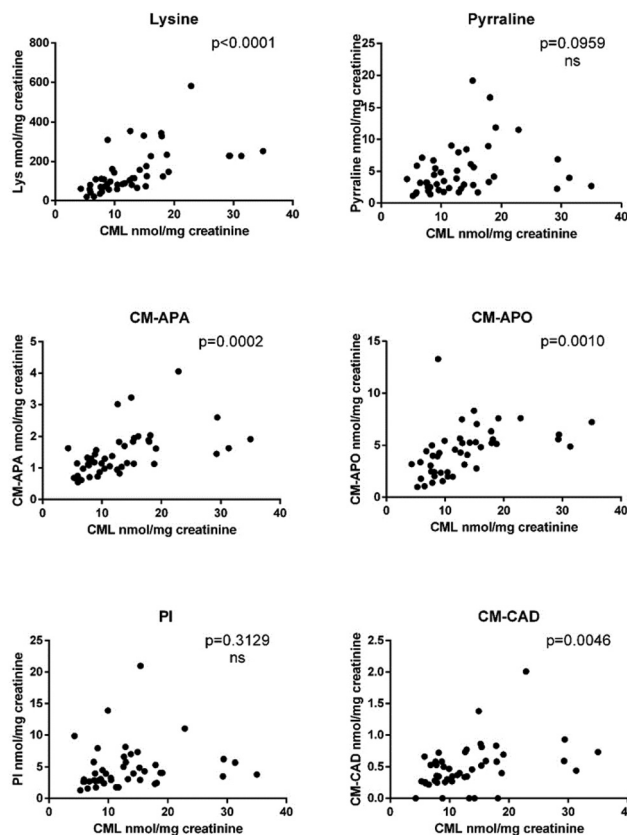 Lysine
p<0.0001
Lys nmol/mg creatinine
800
600
400
200
0
0 10 20 30 40
CML nmol/mg creatinine
Pyrraline
p=0.0959
ns
Pyrraline nmol/mg creatinine
25
20
15
10
5
0
0 10 20 30 40
CML nmol/mg creatinine
CM-APA
p=0.0002
CM-APA nmol/mg creatinine
5
4
3
2
1
0
0 10 20 30 40
CML nmol/mg creatinine
CM-APO
p=0.0010
CM-APO nmol/mg creatinine
15
10
5
0
0 10 20 30 40
CML nmol/mg creatinine
PI
p=0.3129
ns
PI nmol/mg creatinine
25
20
15
10
5
0
0 10 20 30 40
CML nmol/mg creatinine
CM-CAD
p=0.0046
CM-CAD nmol/mg creatinine
2.5
2.0
1.5
1.0
0.5
0.0
0 10 20 30 40
CML nmol/mg creatinine